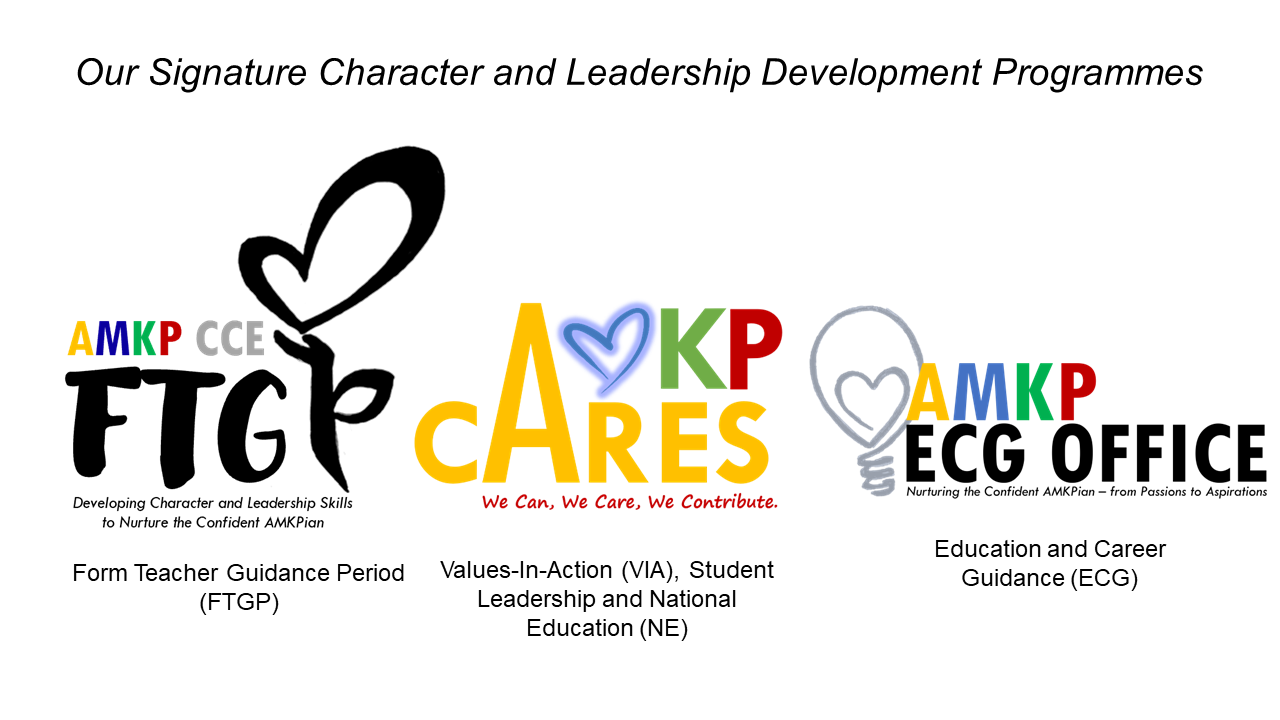 Our Signature Character and Leadership Development Programmes
AMKP CCE
FTGP
Developing Character and Leadership Skills
to Nurture the Confident AMKPian
Form Teacher Guidance Period
(FTGP)
AMKP
CARES
We Can, We Care, We Contribute.
Values-In-Action (VIA), Student
Leadership and National
Education (NE)
AMKP
ECG OFFICE
Nurturing the Confident AMKPian – from Passions to Aspirations
Education and Career
Guidance (ECG)